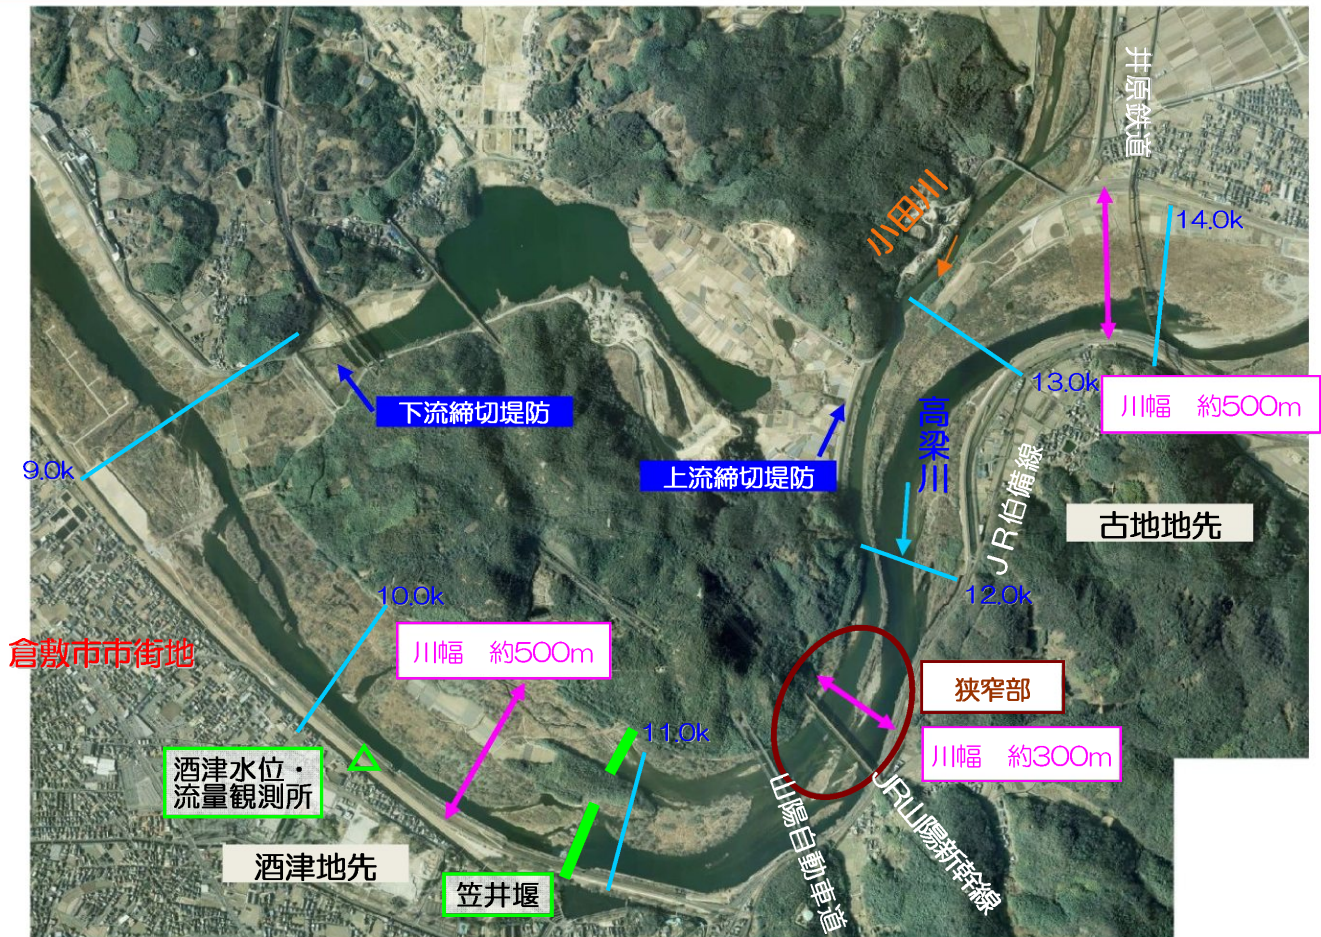 井原鉄道
小田川
14.0k
13.0k
川幅 約500m
高梁川
下流締切堤防
上流締切堤防
9.0k
JR伯備線
古地地先
12.0k
10.0k
倉敷市市街地
川幅 約500m
狭窄部
11.0k
川幅 約300m
酒津水位・
流量観測所
山陽自動車道
JR山陽新幹線
酒津地先
笠井堰